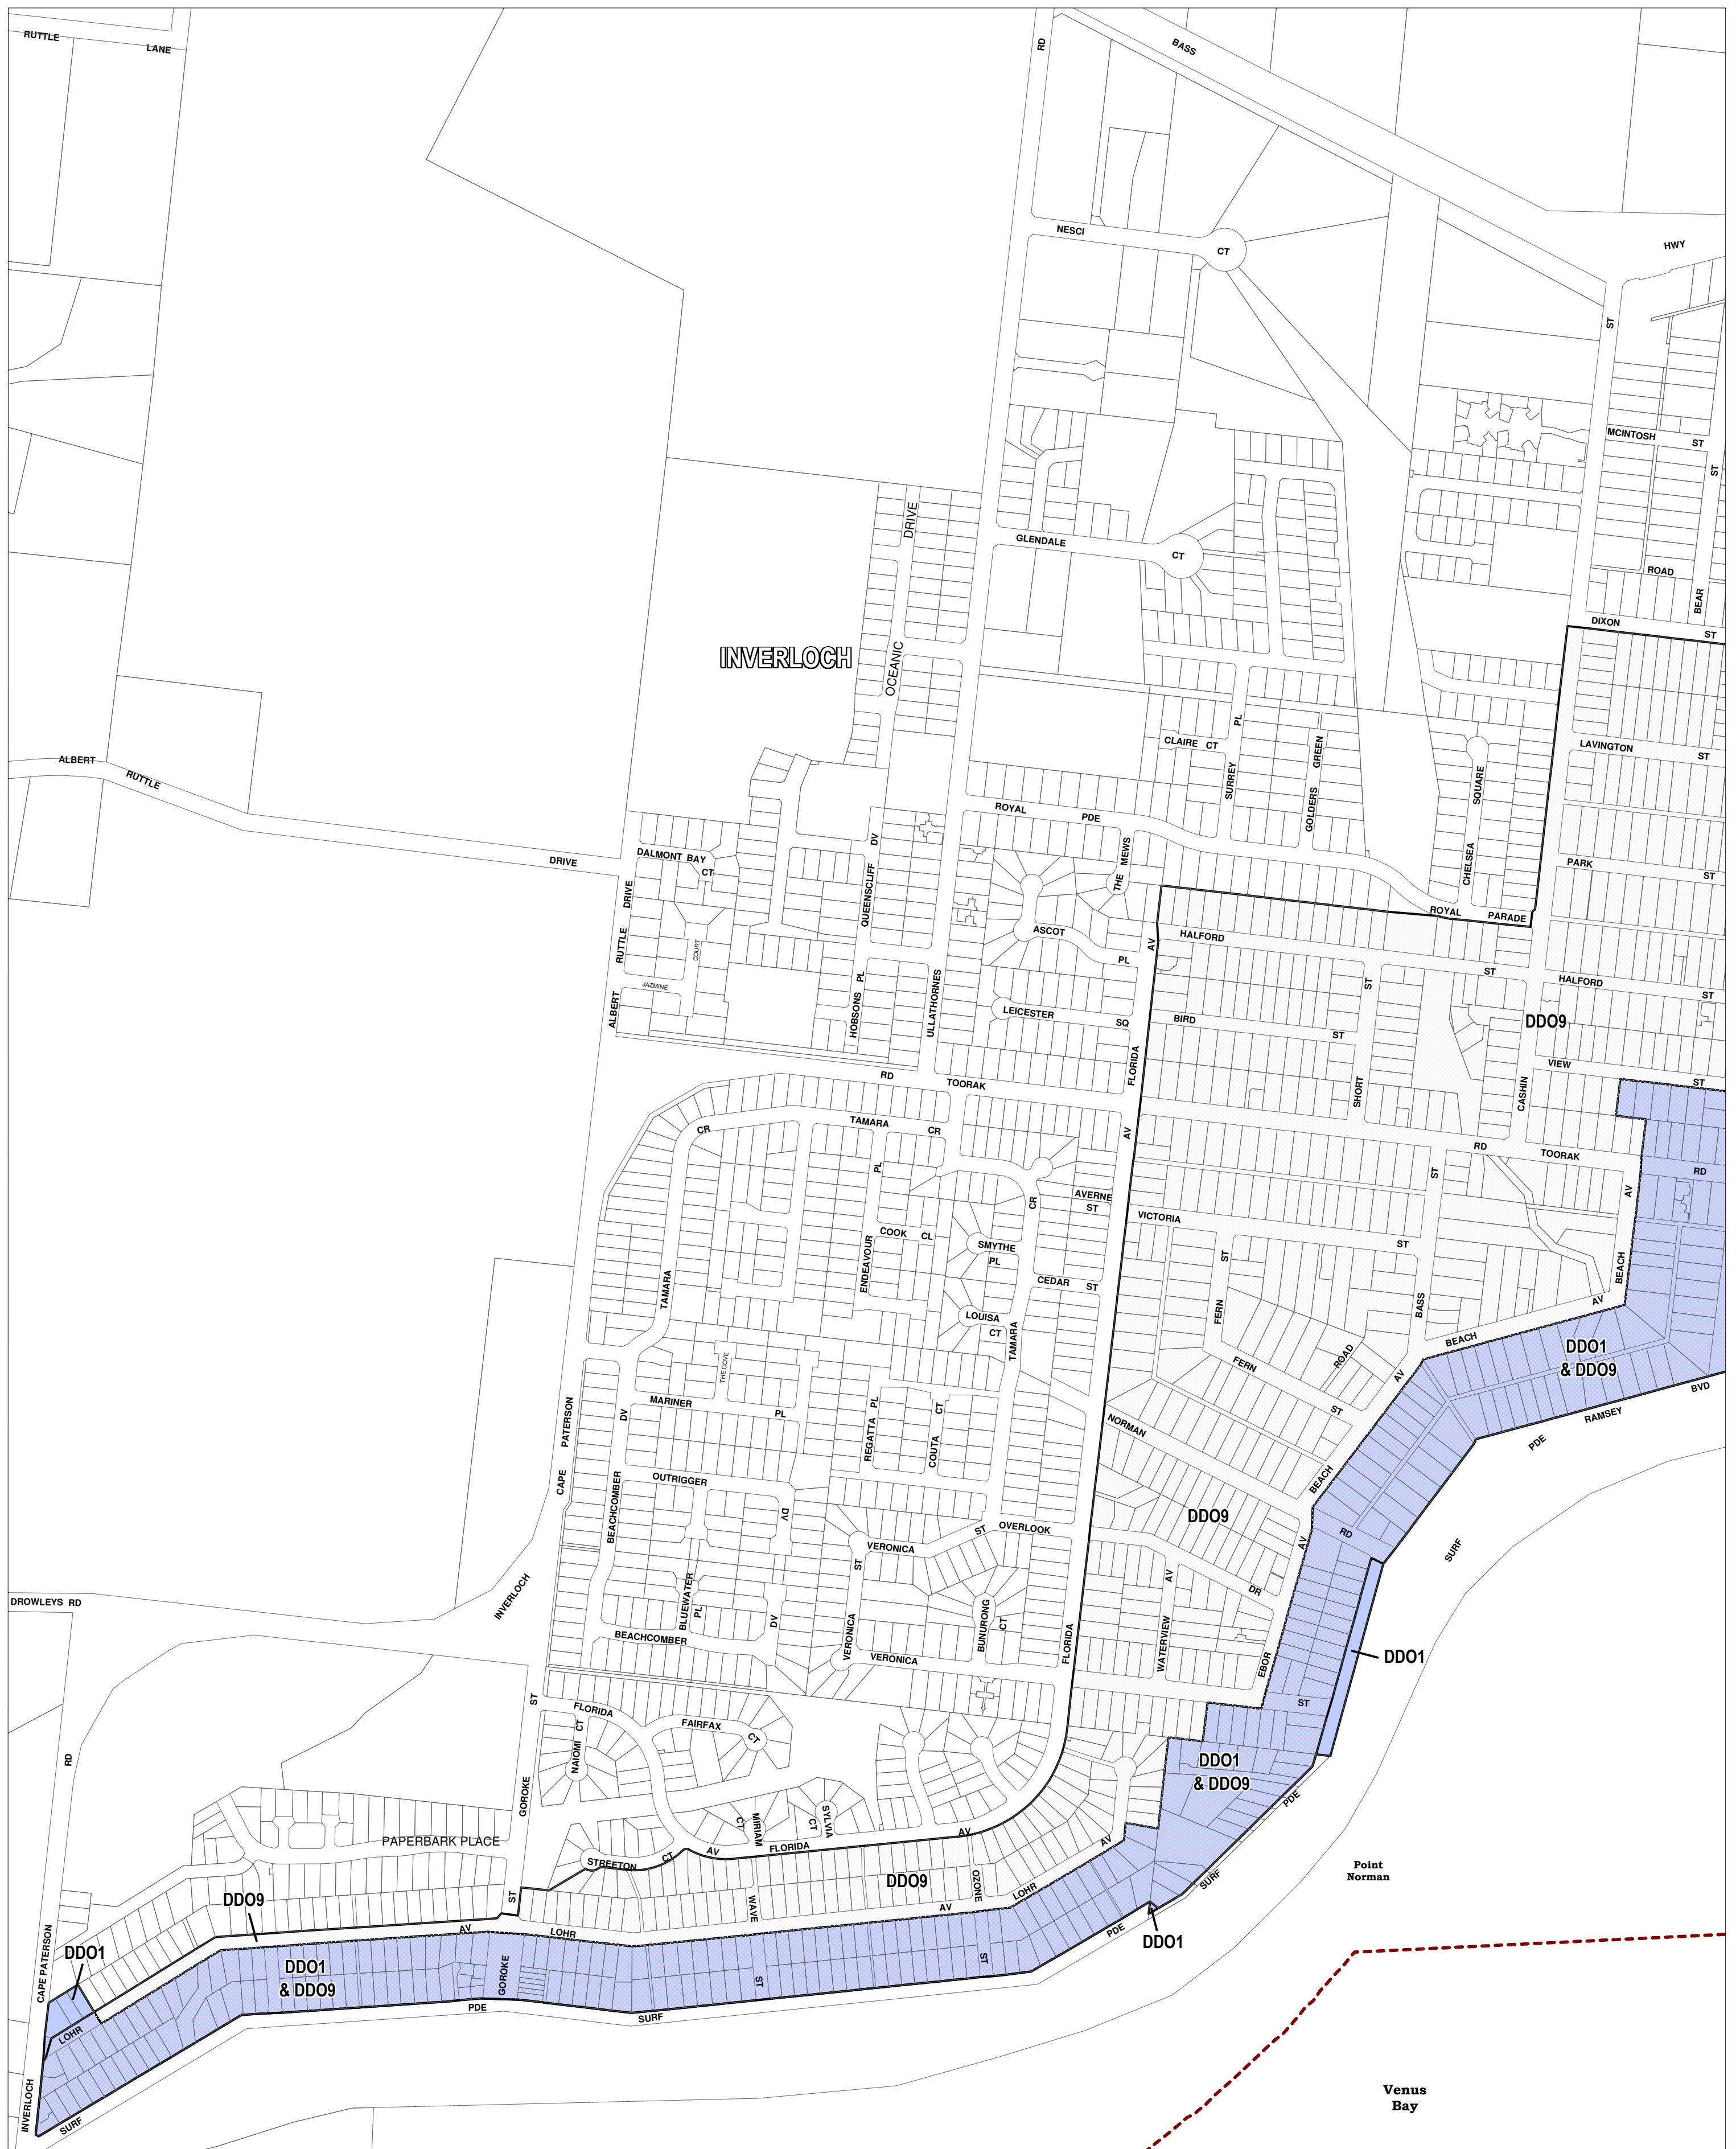 RUTTLE
LANE
RD
BASS
NESCI
CT
HWY
ST
MCINTOSH
ST
ST
DRIVE
GLENDALE
CT
ROAD
BEAR
DIXON
ST
INVERLOCH
OCEANIC
PL
CLAIRE CT
SURREY
GREEN
GOLDERS
SQUARE
CHELSEA
LAVINGTON
ST
ALBERT
RUTTLE
DRIVE
ROYAL
PDE
THE MEWS
DALMONT BAY
CT
DV
QUEENSCLIFF
PARK
ST
ROYAL
PARADE
DRIVE
RUTTLE
ALBERT
COURT
JAZMINE
ASCOT
PL
AV
HALFORD
ST
ST
HALFORD
ST
PL
HOBSONS
ULLATHORNES
LEICESTER
SQ
BIRD
ST
DDO9
FLORIDA
VIEW
ST
RD
TOORAK
SHORT
CASHIN
CR
TAMARA
CR
AV
RD
TOORAK
RD
PL
AVERNE
ST
CR
ST
AV
VICTORIA
ST
COOK CL
SMYTHE
PL
ENDEAVOUR
TAMARA
CEDAR ST
ST
FERN
BASS
BEACH
AV
LOUISA
CT
TAMARA
THE COVE
BEACH
DDO1
& DDO9
FERN
ROAD
AV
ST
BVD
RAMSEY
PDE
MARINER
PL
DV
PATERSON
CAPE
REGATTA PL
COUTA CT
NORMAN
OUTRIGGER
DV
BEACHCOMBER
BEACH
DDO9
AV
RD
SURF
VERONICA
ST
OVERLOOK
ST
VERONICA
BLUEWATER
PL
DV
BEACHCOMBER
BUNURONG
CT
VERONICA
FLORIDA
AV
WATERVIEW
DR
EBOR
DDO1
DROWLEYS RD
INVERLOCH
ST
FLORIDA
FAIRFAX
CT
NAIOMI CT
ST
DDO1
& DDO9
PDE
RD
GOROKE
PAPERBARK PLACE
MIRIAM
CT
SYLVIA
CT
STREETON
CT
AV
FLORIDA
AV
AV
DDO9
OZONE
LOHR
SURF
Point
Norman
DDO9
ST
AV
LOHR
WAVE
AV
PDE
DDO1
CAPE PATERSON
DDO1
DDO1
& DDO9
GOROKE
ST
ST
LOHR
PDE
SURF
INVERLOCH
SURF
Venus
Bay